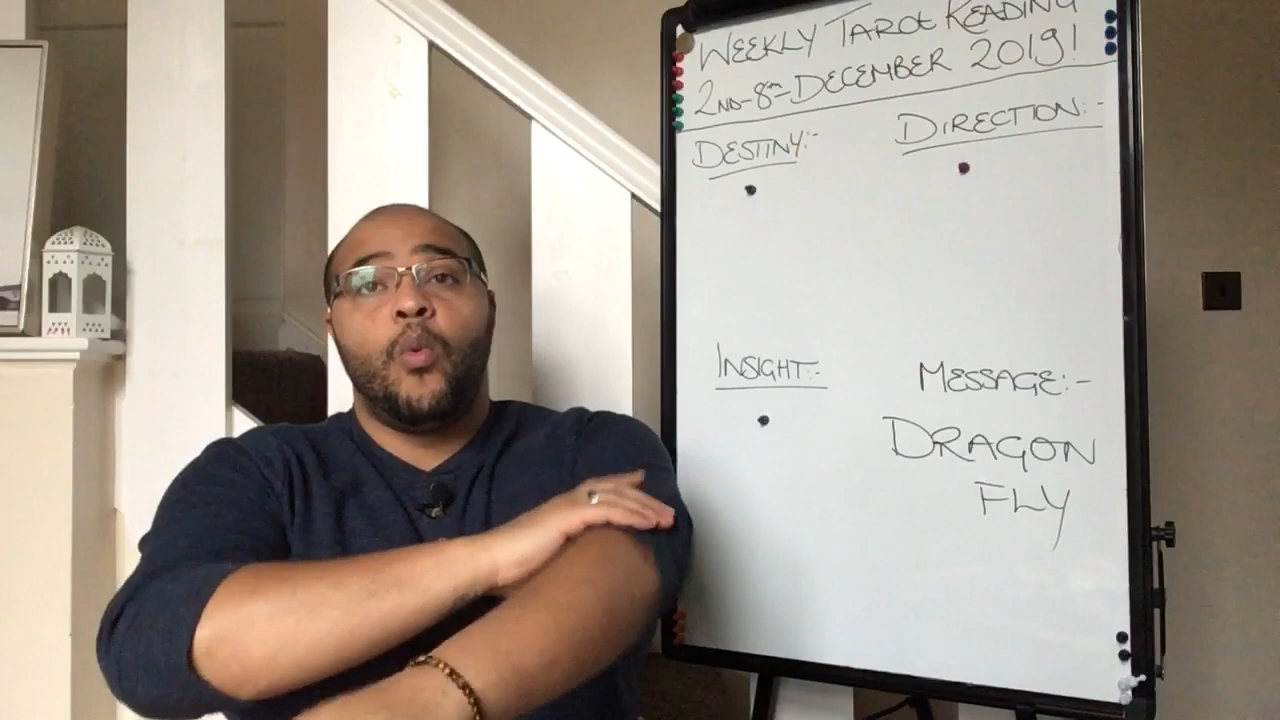 WEEKLY TAROT READING
2ND-8TH DECEMBER 2019!
DESTINY:-
DIRECTION:-
INSIGHT:-
MESSAGE:-
DRAGON
FLY